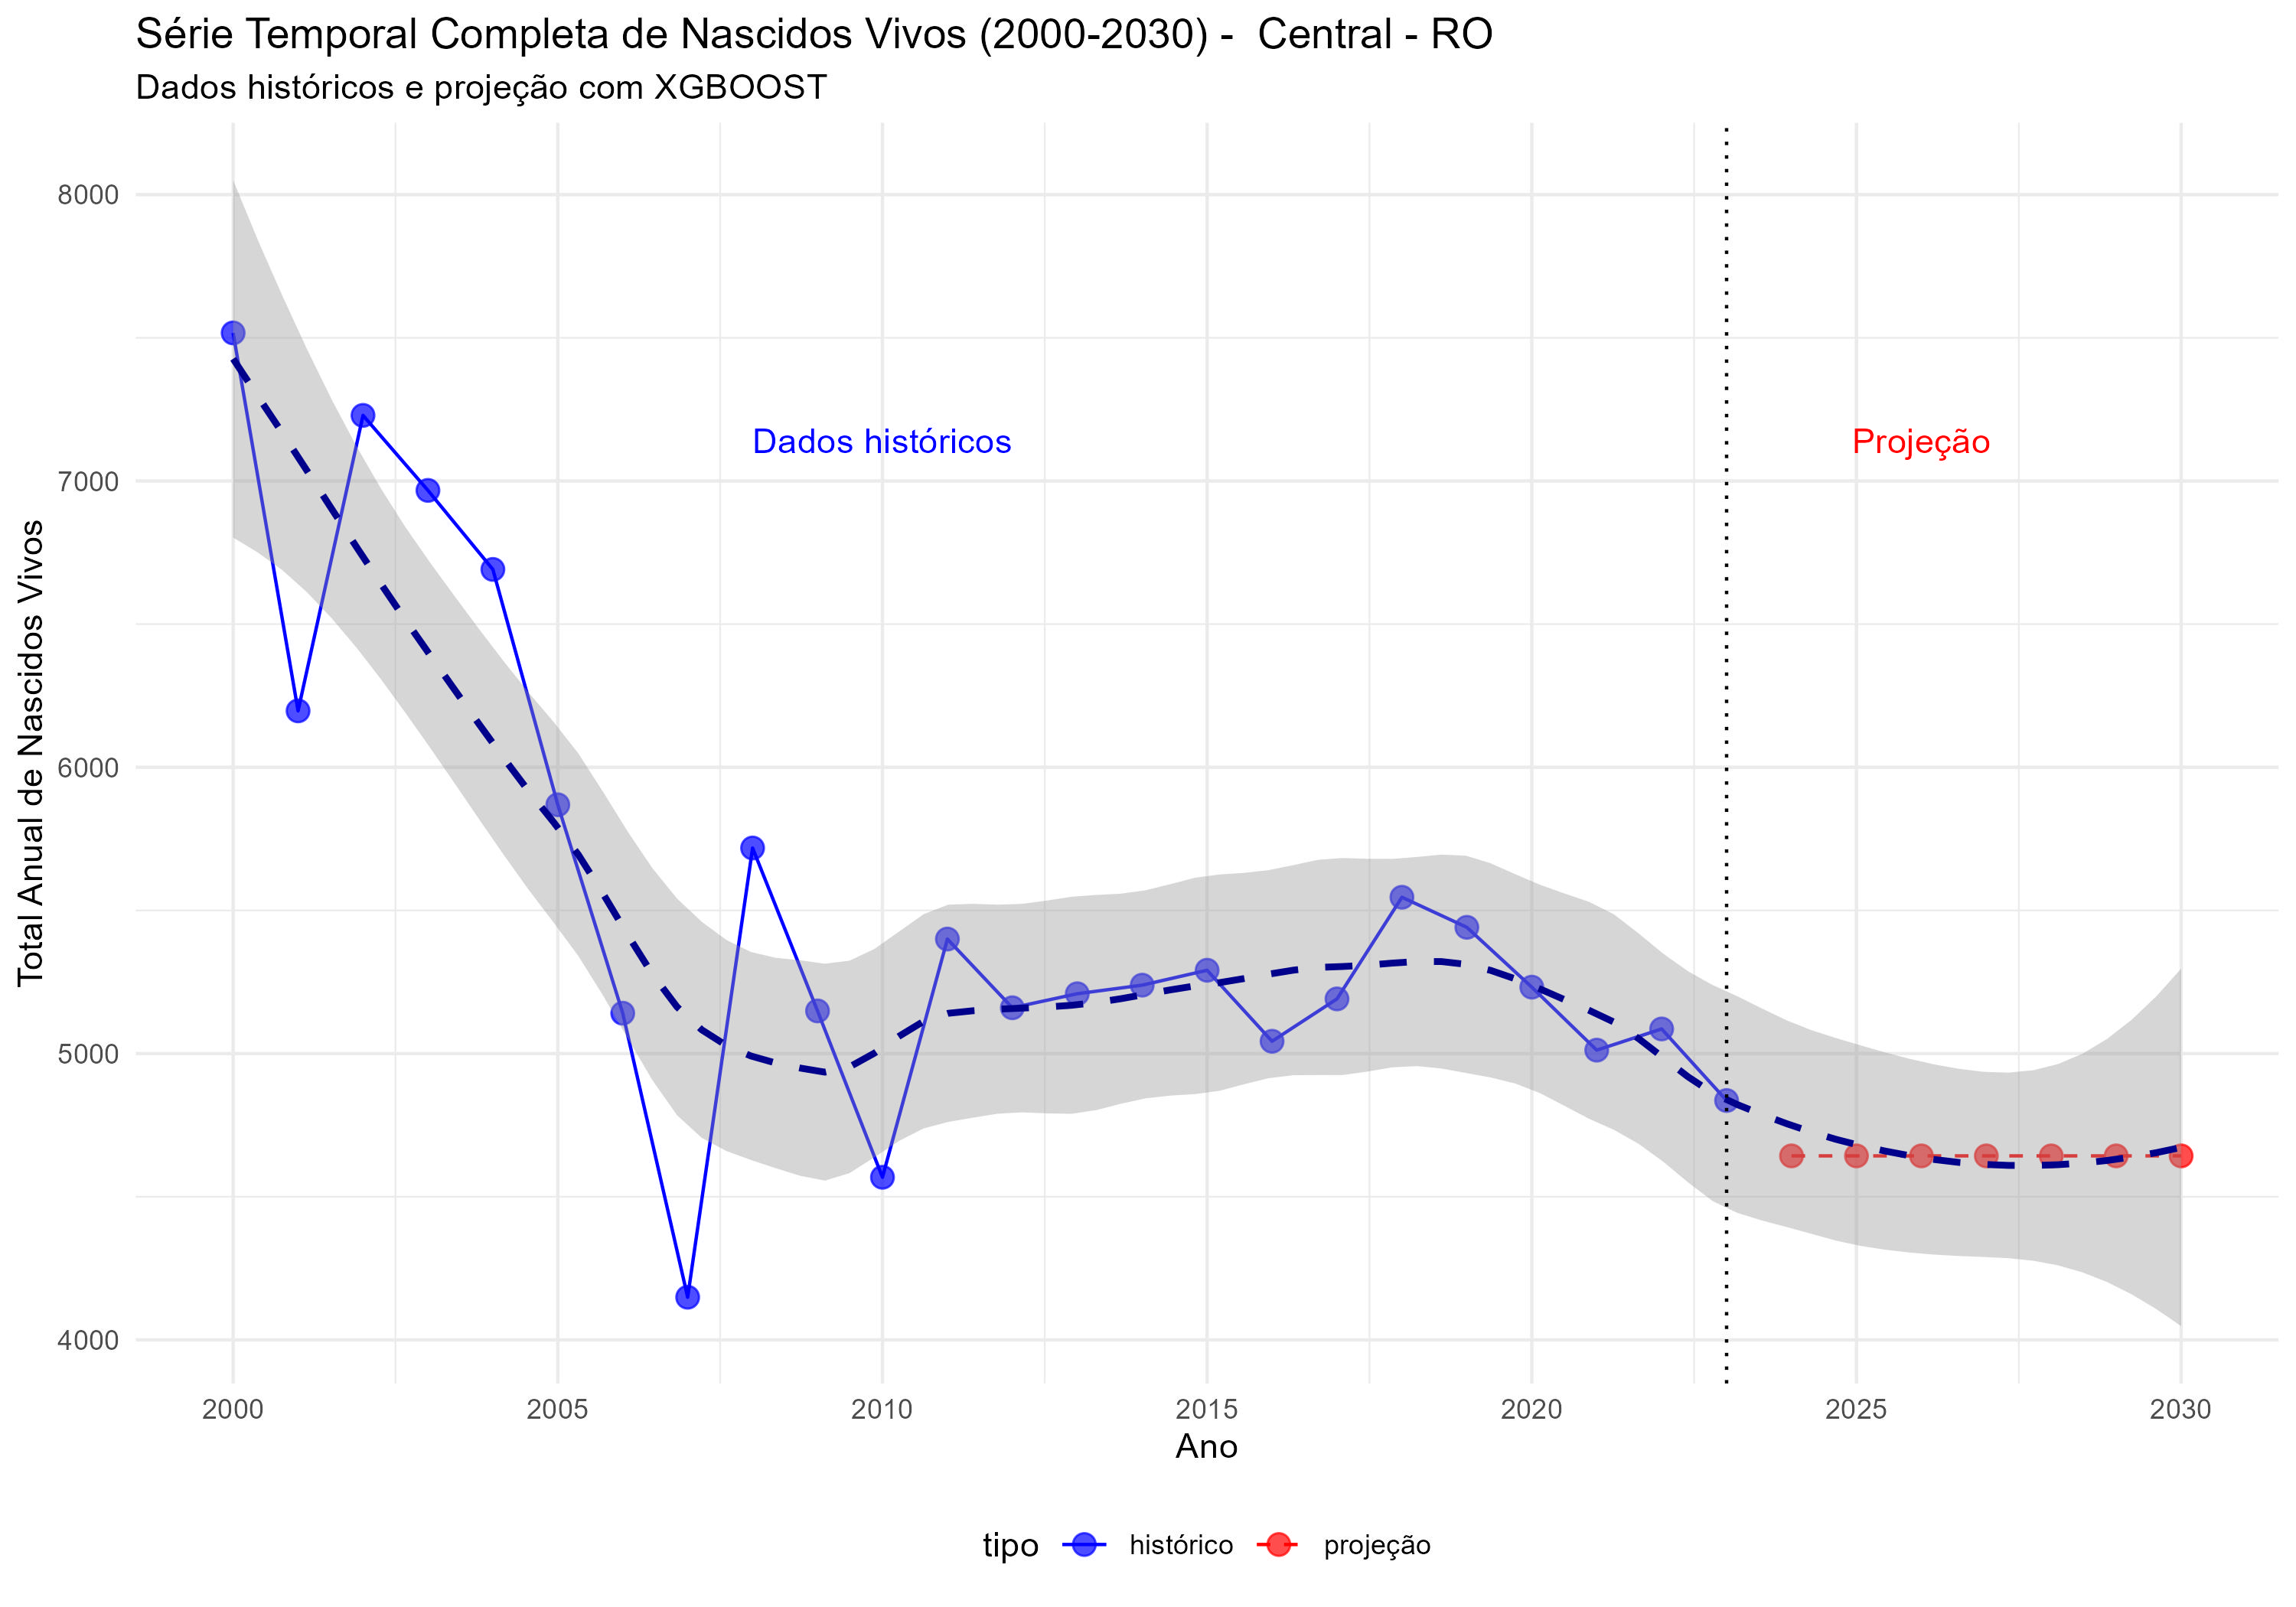 Série Temporal Completa de Nascidos Vivos (2000-2030) -  Central - RO
Dados históricos e projeção com XGBOOST
Total Anual de Nascidos Vivos
8000
7000
6000
5000
4000
Dados históricos
Projeção
2000
2005
2010
2015
2020
2025
2030
Ano
tipo
histórico
projeção